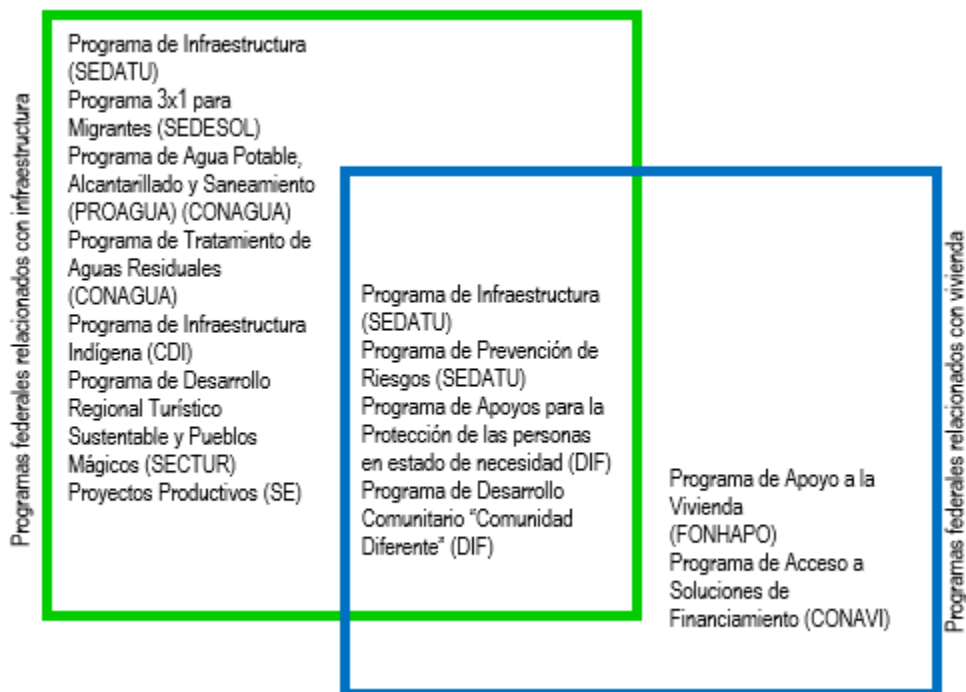 Programas federales relacionados con infraestructura
Programa de Infraestructura
(SEDATU)
Programa 3x1 para
Migrantes (SEDESOL)
Programa de Agua Potable,
Alcantarillado y Saneamiento
(PROAGUA) (CONAGUA)
Programa de Tratamiento de
Aguas Residuales
(CONAGUA)
Programa de Infraestructura
Indígena (CDI)
Programa de Desarrollo
Regional Turístico
Sustentable y Pueblos
Mágicos (SECTUR)
Proyectos Productivos (SE)
Programa de Infraestructura
(SEDATU)
Programa de Prevención de
Riesgos (SEDATU)
Programa de Apoyos para la
Protección de las personas
en estado de necesidad (DIF)
Programa de Desarrollo
Comunitario "Comunidad
Diferente" (DIF)
Programa de Apoyo a la
Vivienda
(FONHAPO)
Programa de Acceso a
Soluciones de
Financiamiento (CONAVI)
Programas federales relacionados con vivienda